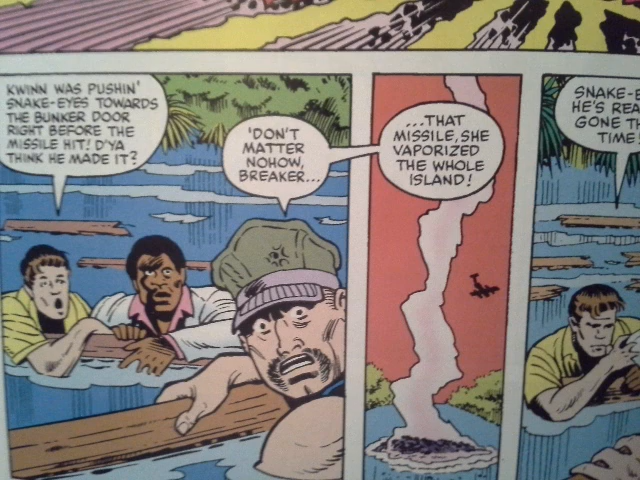 KWINN WAS PUSHIN'
SNAKE-EYES TOWARDS
THE BUNKER DOOR
RIGHT BEFORE THE
MISSILE HIT! D'YA
THINK HE MADE IT?
'DON'T
MATTER
NOHOW,
BREAKER...
...THAT
MISSILE, SHE
VAPORIZED
THE WHOLE
ISLAND!
SNAKE-E
HE'S REA
GONE TH
TIME!